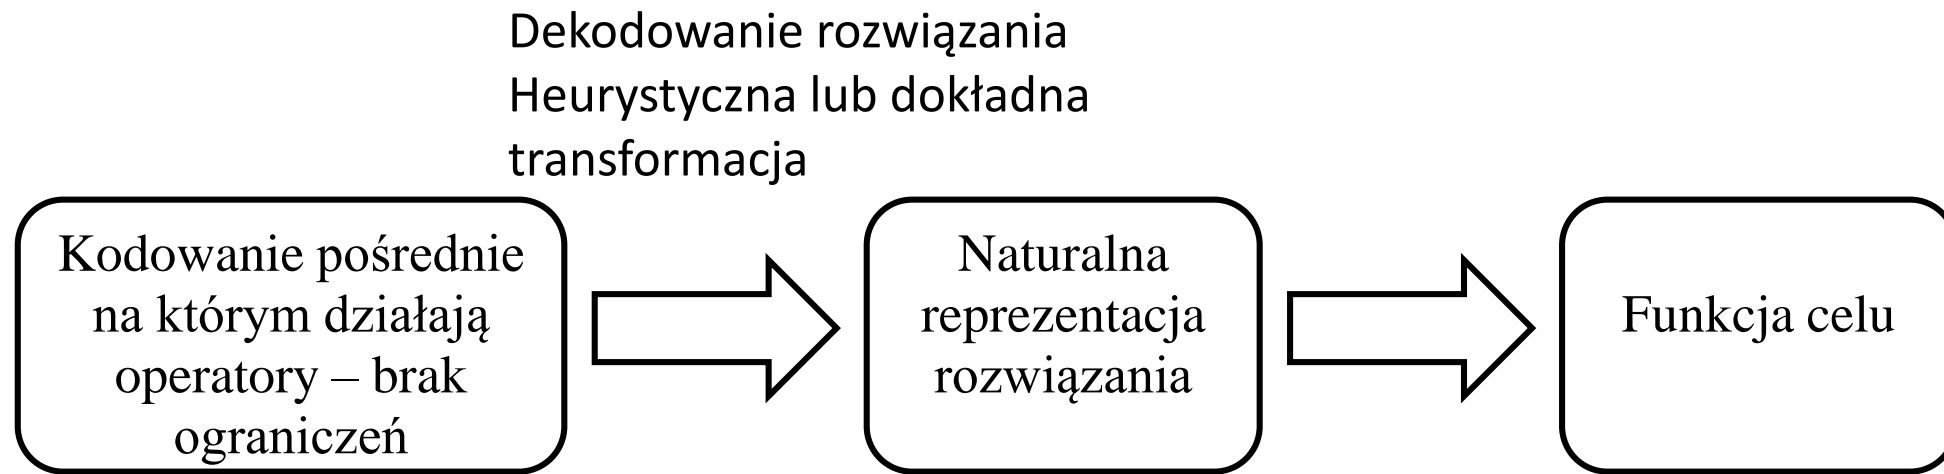 Dekodowanie rozwiązania
Heurystyczna lub dokładna
transformacja
Kodowanie pośrednie
na którym działają
operatory – brak
ograniczeń
Naturalna
reprezentacja
rozwiązania
Funkcja celu